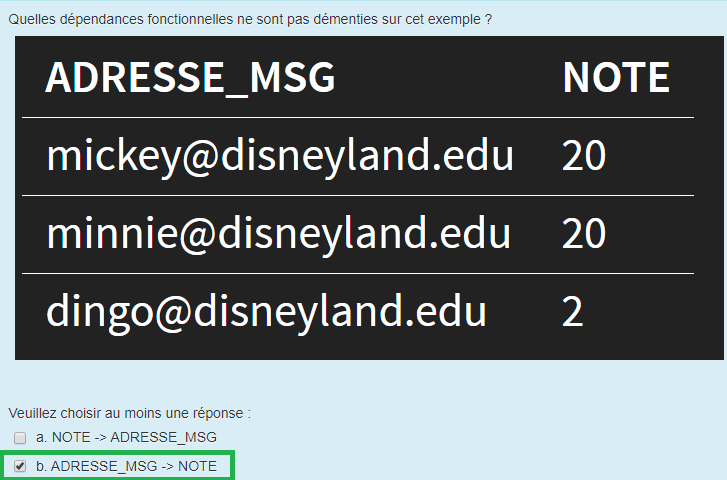 Quelles dépendances fonctionnelles ne sont pas démenties sur cet exemple ?
ADRESSE_MSG NOTE
mickey@disneyland.edu 20
minnie@disneyland.edu 20
dingo@disneyland.edu 2
Veuillez choisir au moins une réponse :
a. NOTE -> ADRESSE_MSG
b. ADRESSE_MSG -> NOTE